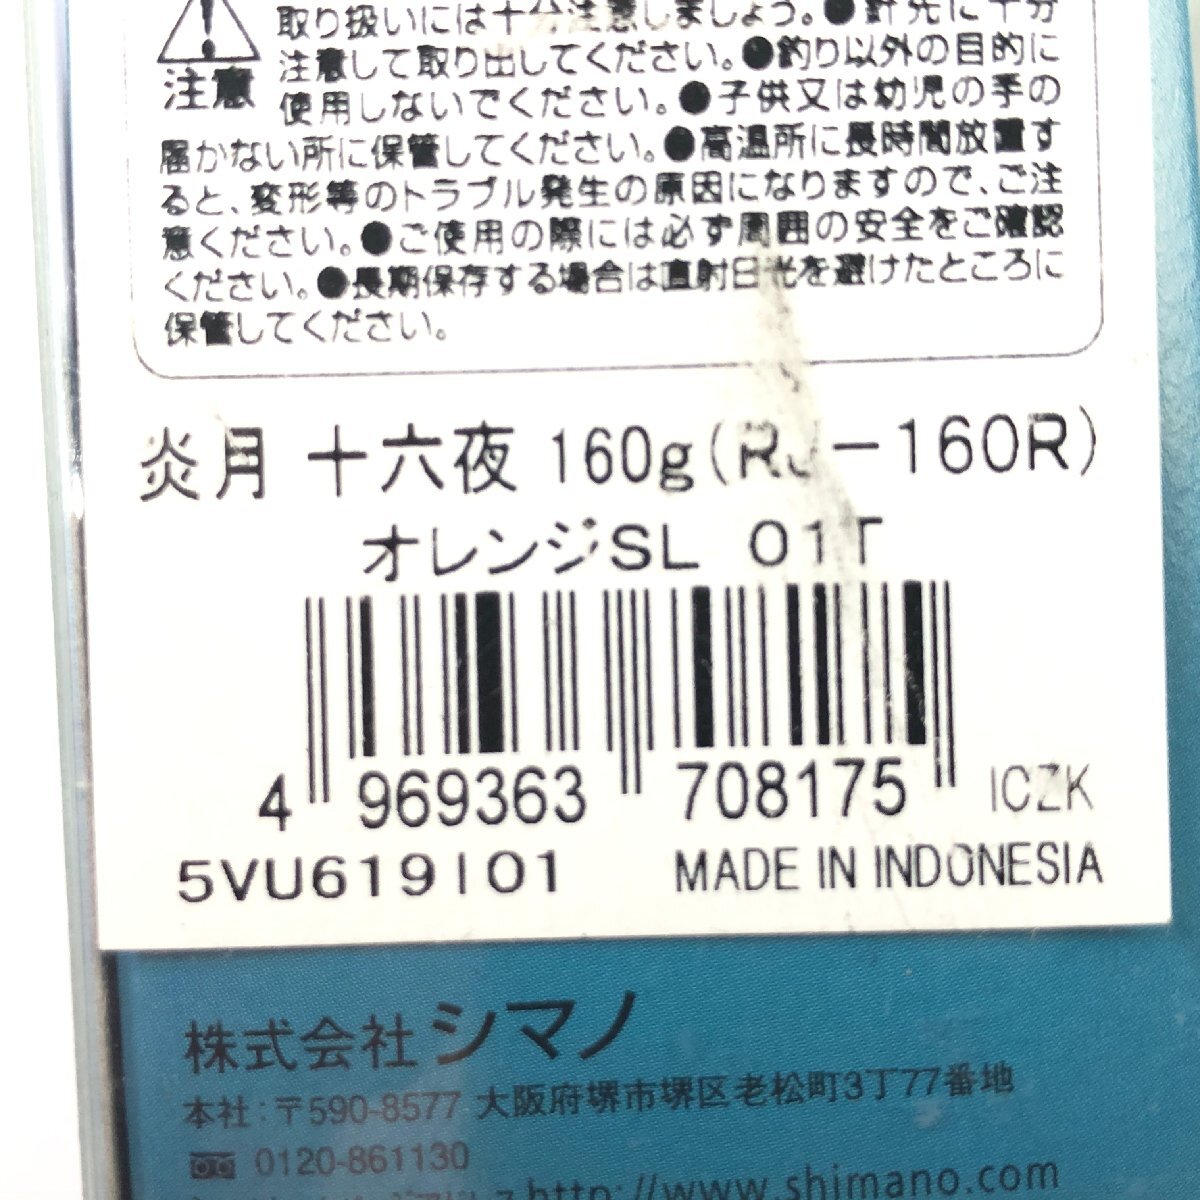 取り扱いには十分注意しましょう。●針先に十分
注意して取り出してください。●釣り以外の目的に
注意
使用しないでください。●子供又は幼児の手の
届かない所に保管してください。●高温所に長時間放置す
ると、変形等のトラブル発生の原因になりますので、ご注
意ください。●ご使用の際には必ず周囲の安全をご確認
ください。●長期保存する場合は直射日光を避けたところに
保管してください。
炎月 十六夜 160g(RJ-160R)
オレンジSL 01T
4 969363 708175 ICZK
5VU619I01 MADE IN INDONESIA
株式会社シマノ
本社:〒590-8577 大阪府堺市堺区老松町3丁77番地
0120-861130
http://www.shimano.com